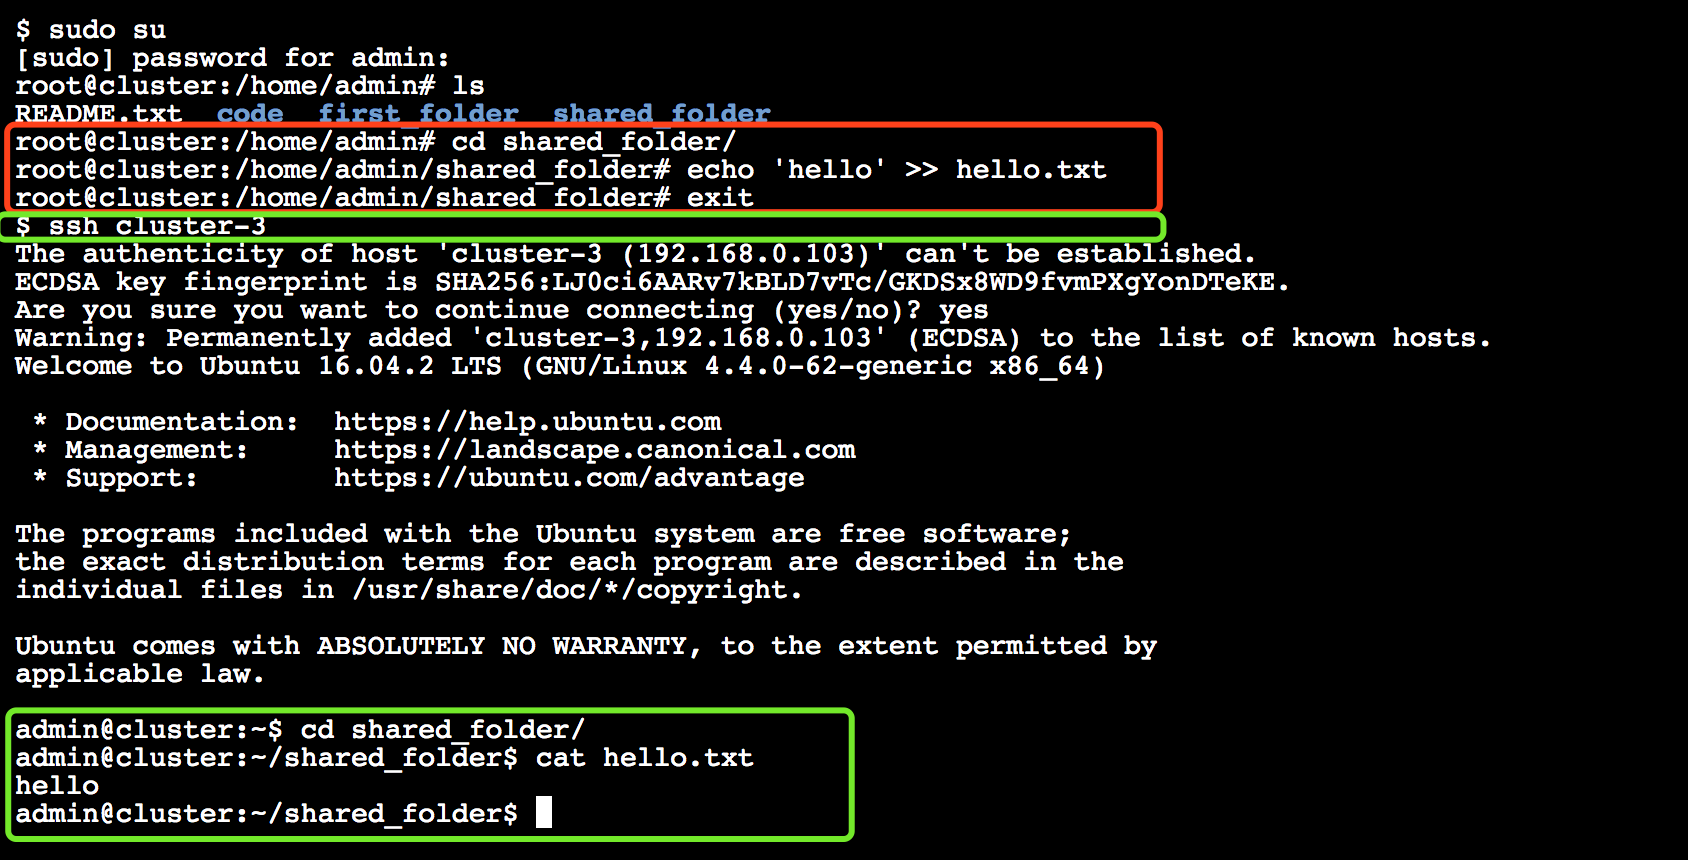 $ sudo su
[sudo] password for admin:
root@cluster:/home/admin# ls
README.txt  code  first_folder  shared_folder
root@cluster:/home/admin# cd shared_folder/
root@cluster:/home/admin/shared_folder# echo 'hello' >> hello.txt
root@cluster:/home/admin/shared_folder# exit
$ ssh cluster-3
The authenticity of host 'cluster-3 (192.168.0.103)' can't be established.
ECDSA key fingerprint is SHA256:LJ0ci6AARv7kBLD7vTc/GKDSx8WD9fvmPXgYonDTeKE.
Are you sure you want to continue connecting (yes/no)? yes
Warning: Permanently added 'cluster-3,192.168.0.103' (ECDSA) to the list of known hosts.
Welcome to Ubuntu 16.04.2 LTS (GNU/Linux 4.4.0-62-generic x86_64)

 * Documentation:  https://help.ubuntu.com
 * Management:     https://landscape.canonical.com
 * Support:        https://ubuntu.com/advantage

The programs included with the Ubuntu system are free software;
the exact distribution terms for each program are described in the
individual files in /usr/share/doc/*/copyright.

Ubuntu comes with ABSOLUTELY NO WARRANTY, to the extent permitted by
applicable law.

admin@cluster:~$ cd shared_folder/
admin@cluster:~/shared_folder$ cat hello.txt
hello
admin@cluster:~/shared_folder$